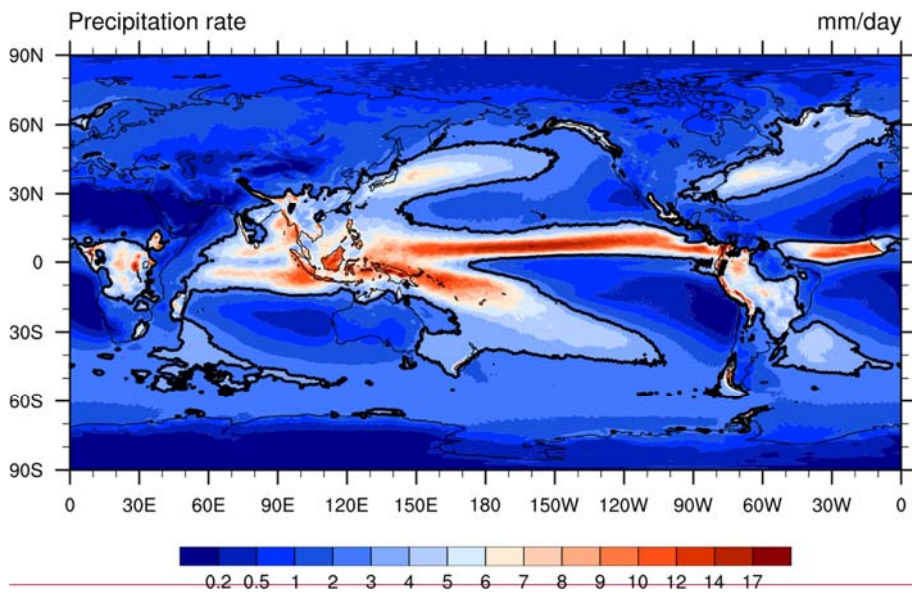 Precipitation rate mm/day
90N
60N
30N
0
30S
60S
90S
0 30E 60E 90E 120E 150E 180 150W 120W 90W 60W 30W 0
0.2 0.5 1 2 3 4 5 6 7 8 9 10 12 14 17